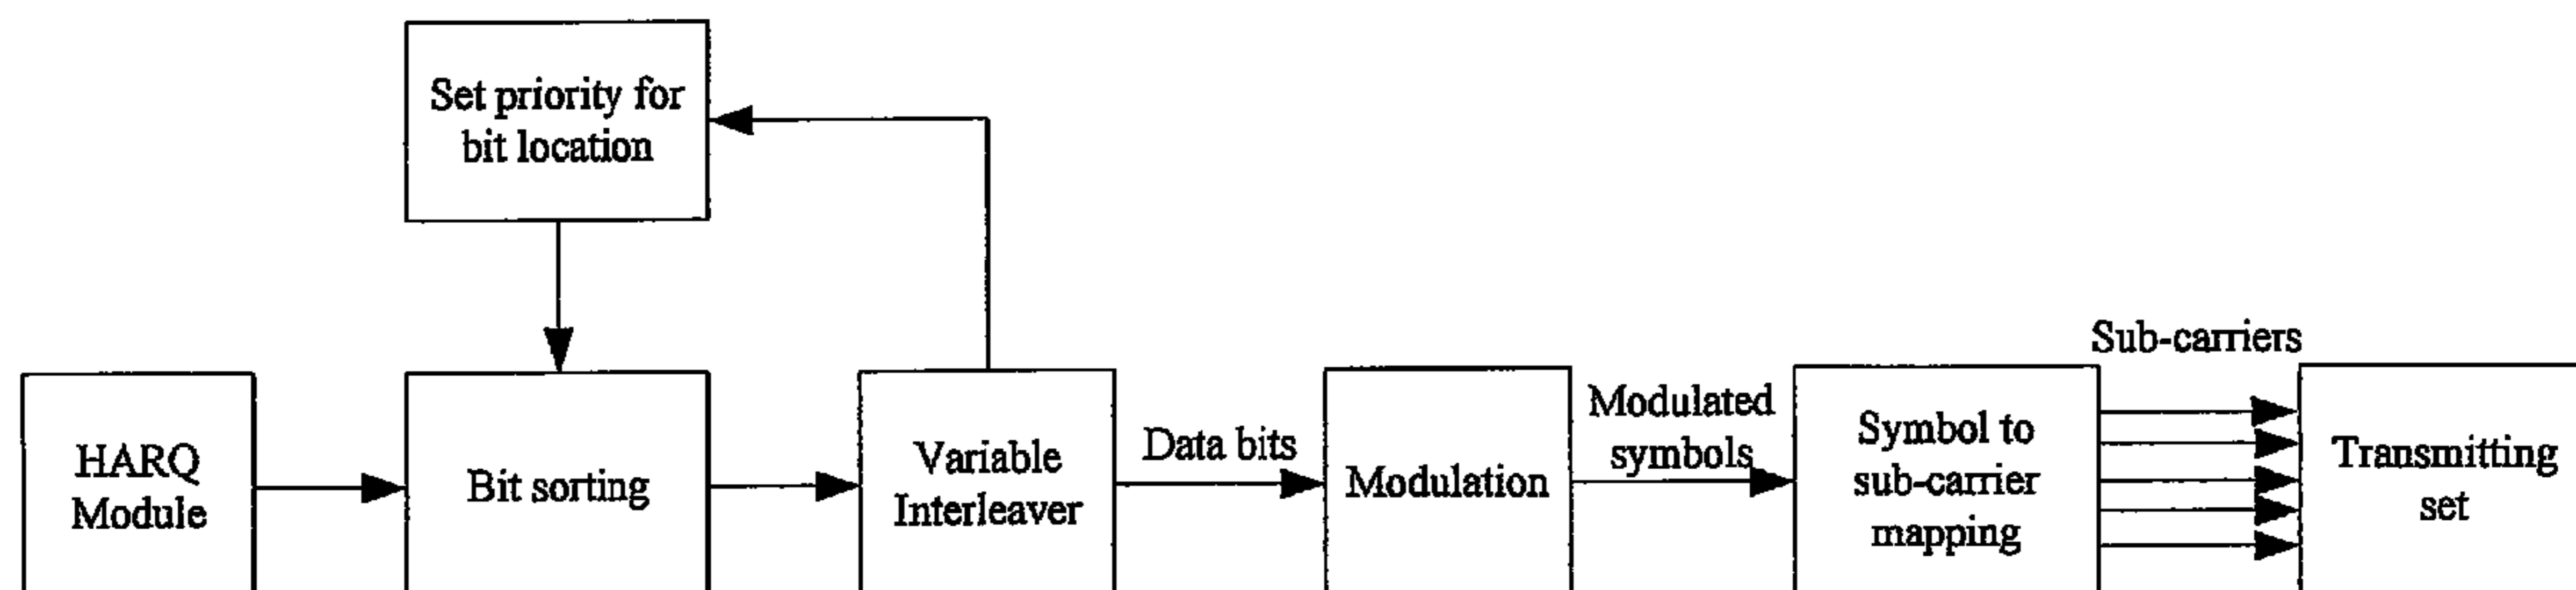 Set priority for
bit location
HARQ
Module
Bit sorting
Variable
Interleaver
Data bits
Modulation
Modulated
symbols
Symbol to
sub-carrier
mapping
Sub-carriers
Transmitting
set